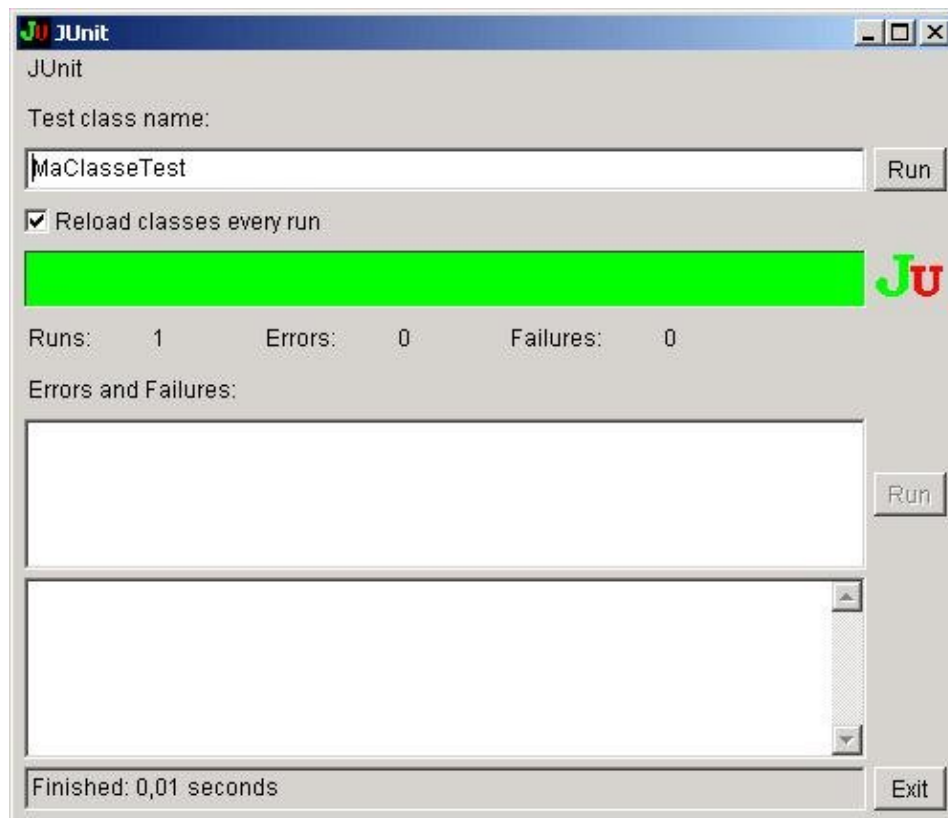 JU JUnit
JUnit
Test class name:
MaClasseTest Run
Reload classes every run
JU
Runs: 1 Errors: 0 Failures: 0
Errors and Failures:
Run
Finished: 0,01 seconds Exit